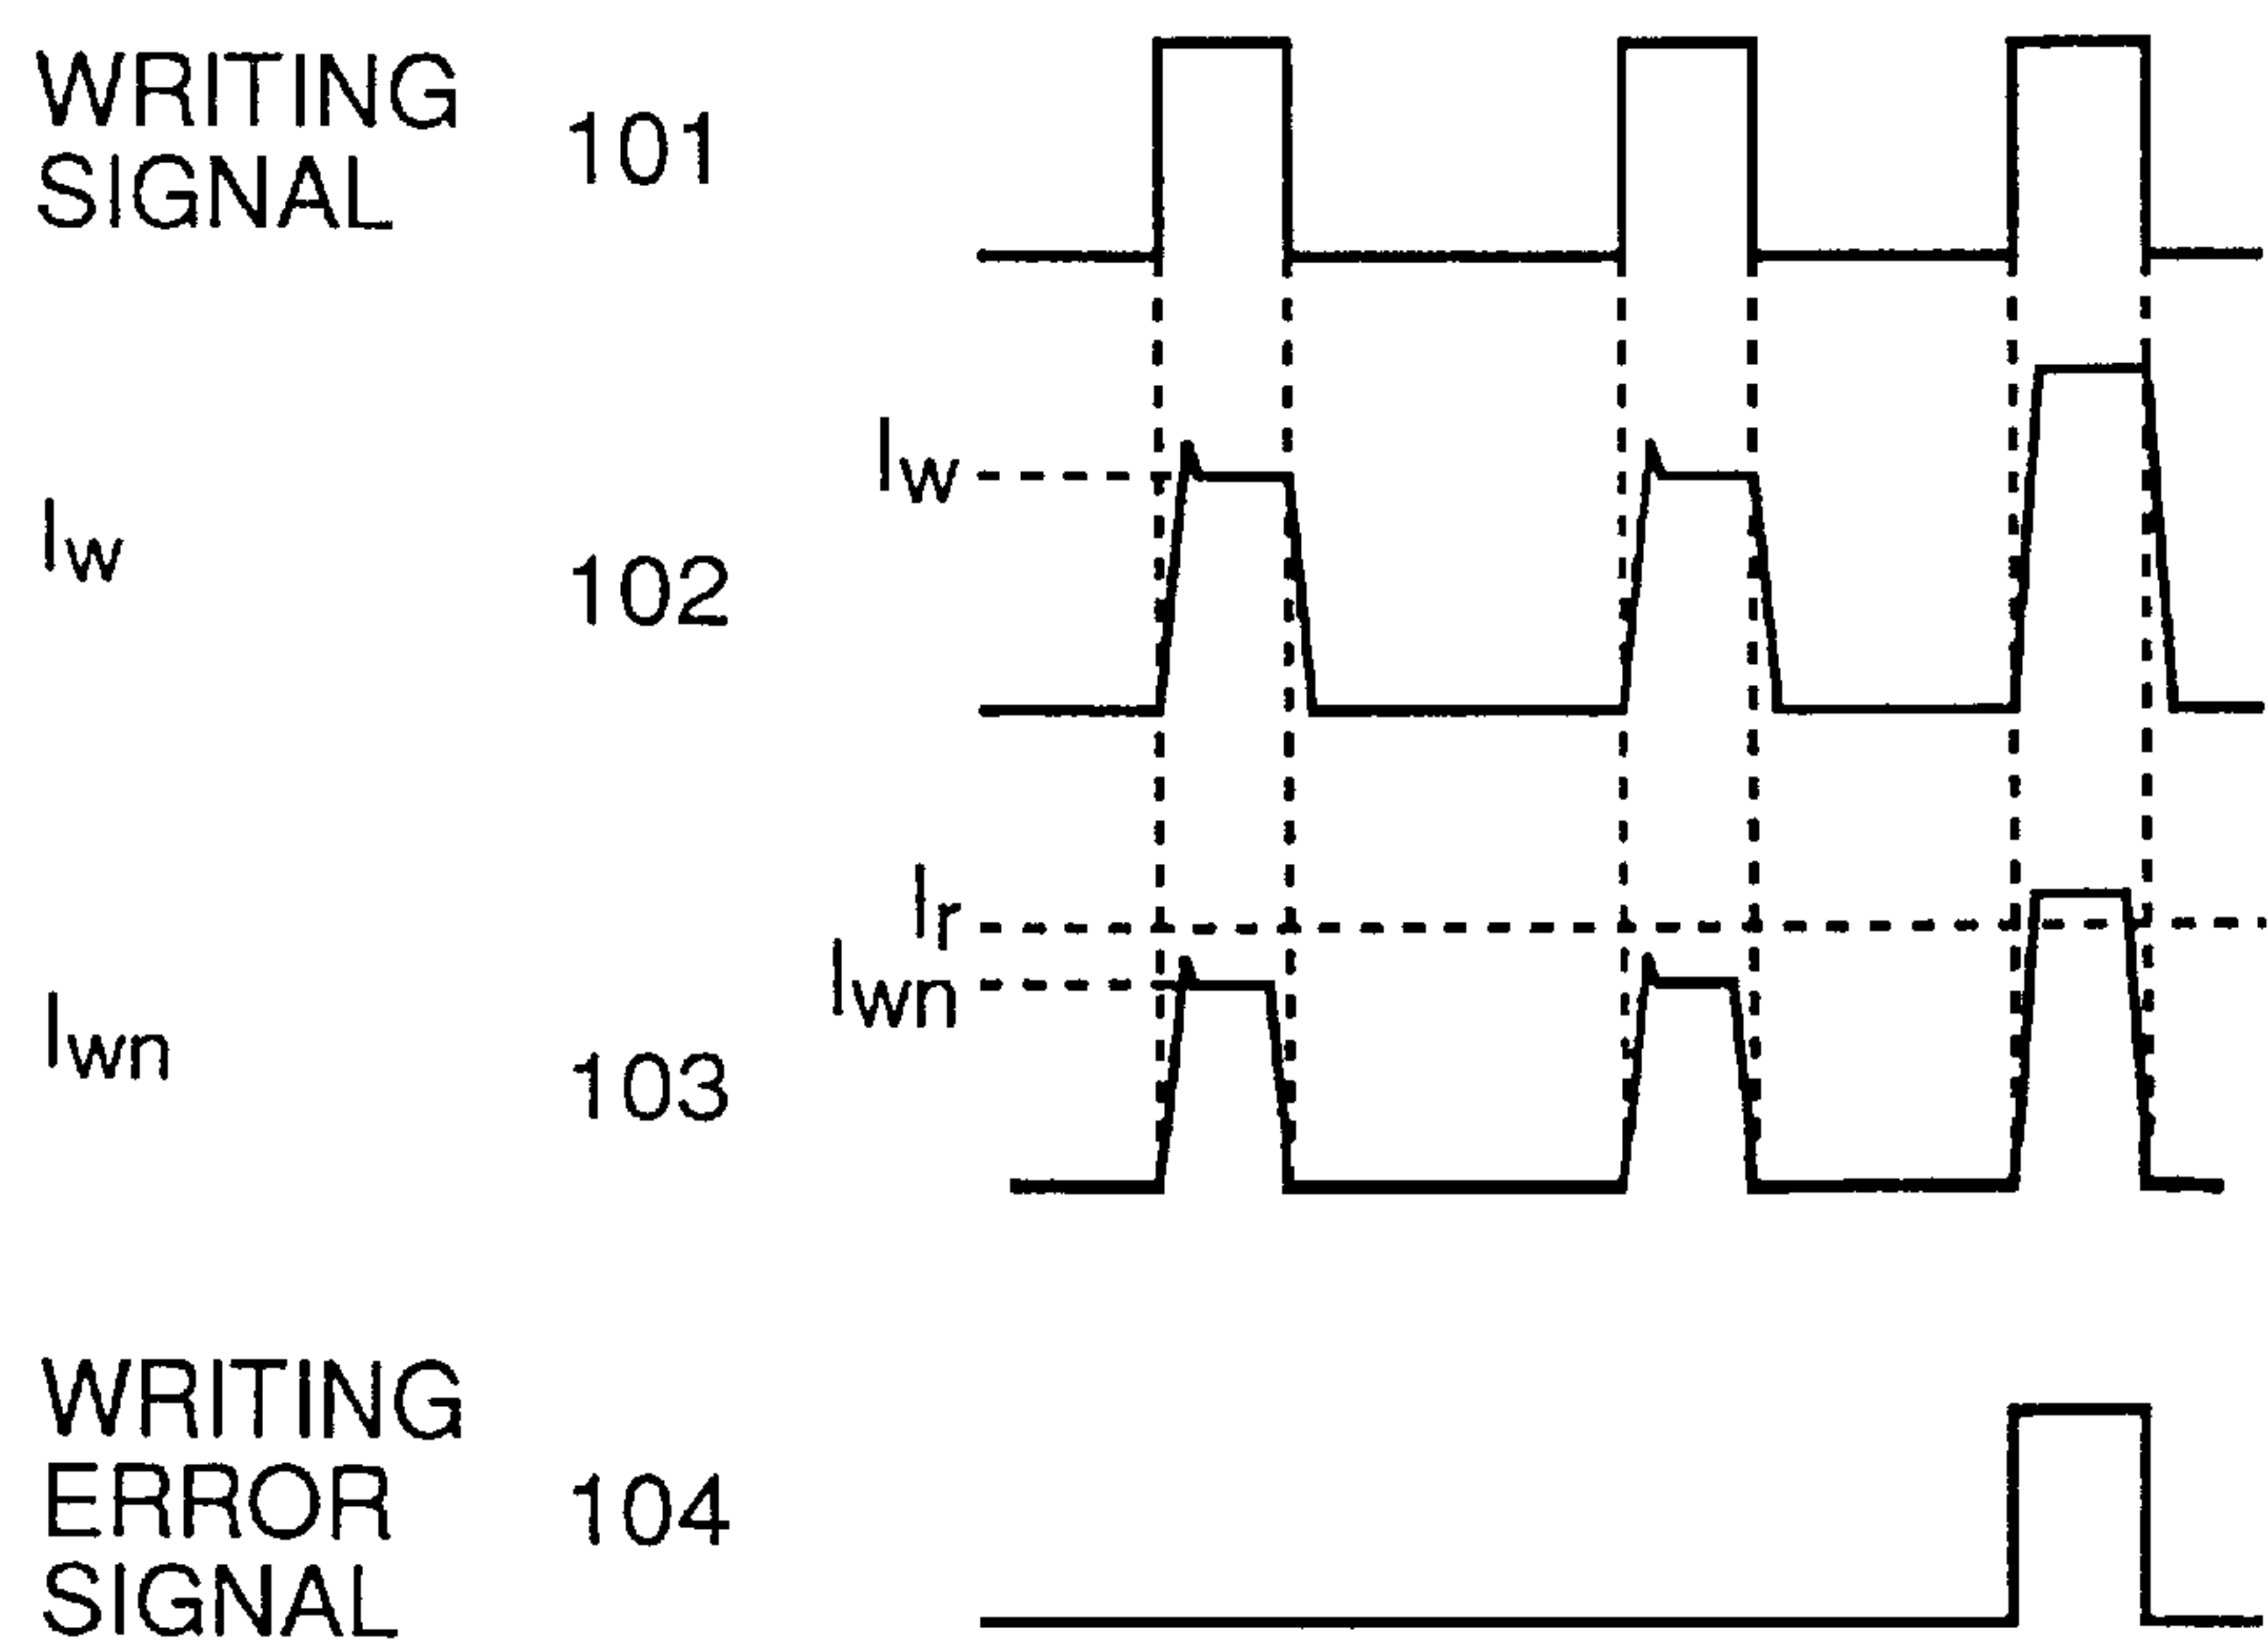 WRITING
SIGNAL
101
Iw
Iw
102
Ir
Iwn
Iwn
103
WRITING
ERROR
SIGNAL
104